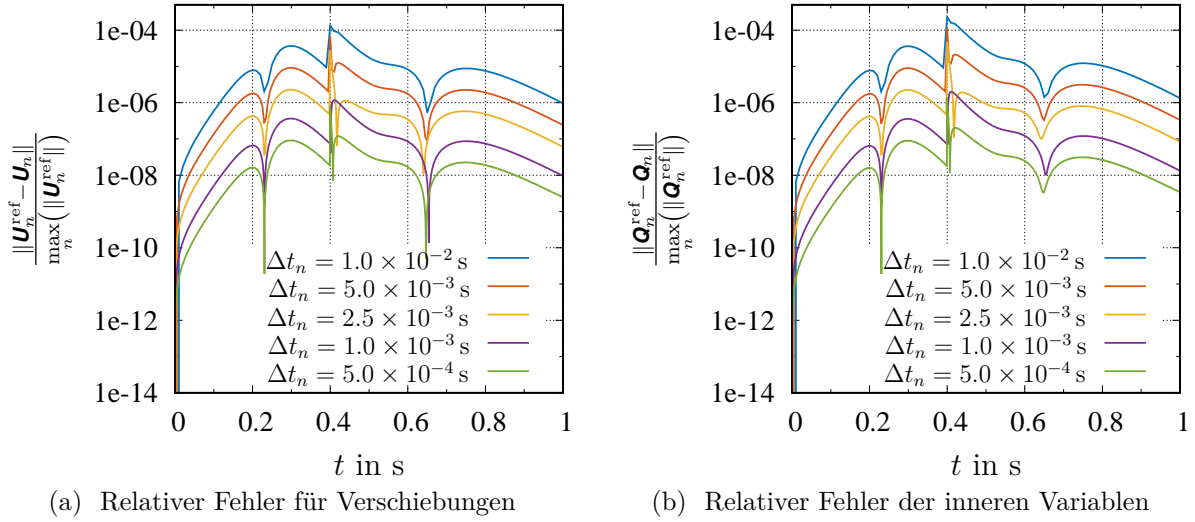 1e-04
1e-06
1e-08
1e-10
1e-12
1e-14
0 0.2 0.4 0.6 0.8 1
t in s
‖U_n^ref − U_n‖ / max_n(‖U_n^ref‖)
Δt_n = 1.0 × 10^−2 s
Δt_n = 5.0 × 10^−3 s
Δt_n = 2.5 × 10^−3 s
Δt_n = 1.0 × 10^−3 s
Δt_n = 5.0 × 10^−4 s
(a) Relativer Fehler für Verschiebungen
1e-04
1e-06
1e-08
1e-10
1e-12
1e-14
0 0.2 0.4 0.6 0.8 1
t in s
‖Q_n^ref − Q_n‖ / max_n(‖Q_n^ref‖)
Δt_n = 1.0 × 10^−2 s
Δt_n = 5.0 × 10^−3 s
Δt_n = 2.5 × 10^−3 s
Δt_n = 1.0 × 10^−3 s
Δt_n = 5.0 × 10^−4 s
(b) Relativer Fehler der inneren Variablen